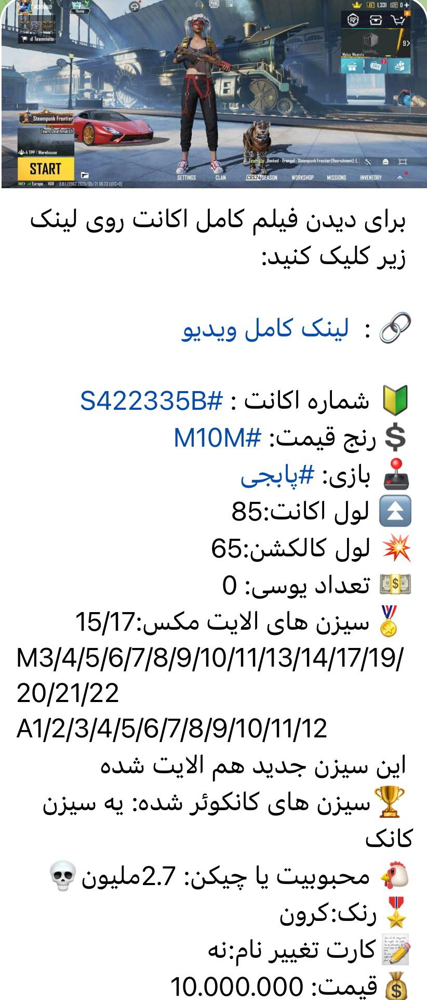 MOHAMAD
Home
PUBG MOBILE
1,331
0 +
d Teammate
RP
Loading...
9>
Malus Majesty
SALE
2
Steampunk Frontier
Team Deathmatch
4 TPP | Warehouse
START
Team Up Ranked - Erangel - Steampunk Frontier[Recruitment]
SETTINGS CLAN C8S24 SEASON WORKSHOP MISSIONS INVENTORY
Europe HDR 3.8.1.19962 2025/05/21 06:23 (UTC+0)
برای دیدن فیلم کامل اکانت روی لینک
زیر کلیک کنید:
🔗 : لینک کامل ویدیو
🔰 شماره اکانت : #S422335B
💲رنج قیمت: #M10M
🕹 بازی: #پابجی
⏫ لول اکانت:85
💥 لول کالکشن:65
💵 تعداد یوسی: 0
🏅 سیزن های الایت مکس:15/17
M3/4/5/6/7/8/9/10/11/13/14/17/19/
20/21/22
A1/2/3/4/5/6/7/8/9/10/11/12
این سیزن جدید هم الایت شده
🏆سیزن های کانکوئر شده: یه سیزن
کانک
🐔 محبوبیت یا چیکن: 2.7ملیون💀
🎖رنک:کرون
📝کارت تغییر نام:نه
💰قیمت: 10.000.000